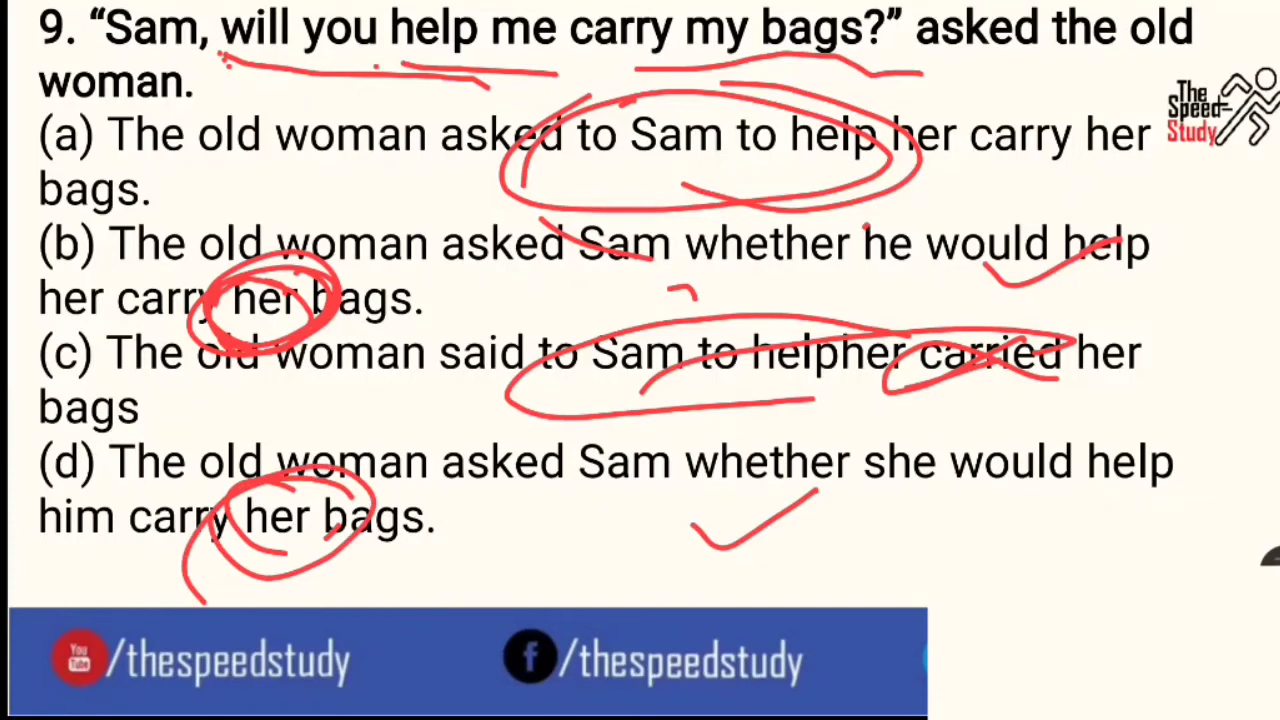 9. “Sam, will you help me carry my bags?” asked the old
woman.
(a) The old woman asked to Sam to help her carry her
bags.
(b) The old woman asked Sam whether he would help
her carry her bags.
(c) The old woman said to Sam to helpher carried her
bags
(d) The old woman asked Sam whether she would help
him carry her bags.
The
Speed
Study
You
Tube
/thespeedstudy
f /thespeedstudy